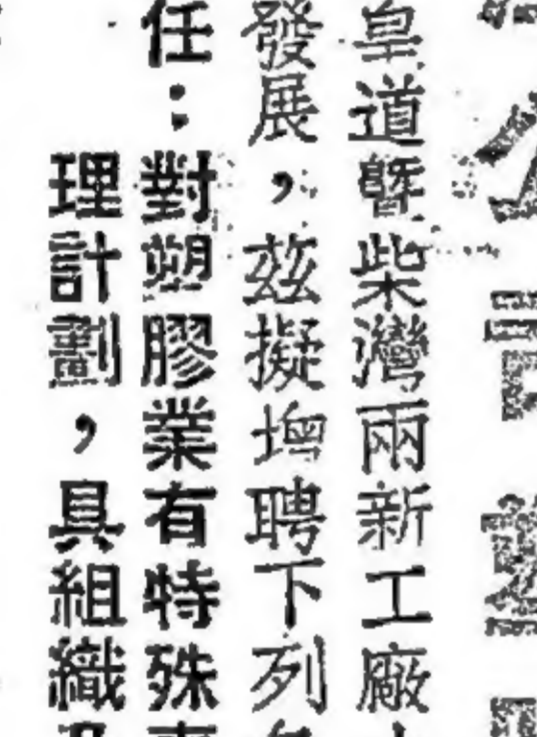 皇道暨柴灣兩新工廠
發展，茲擬增聘下列
任：對塑膠業有特殊
理計劃，具組織